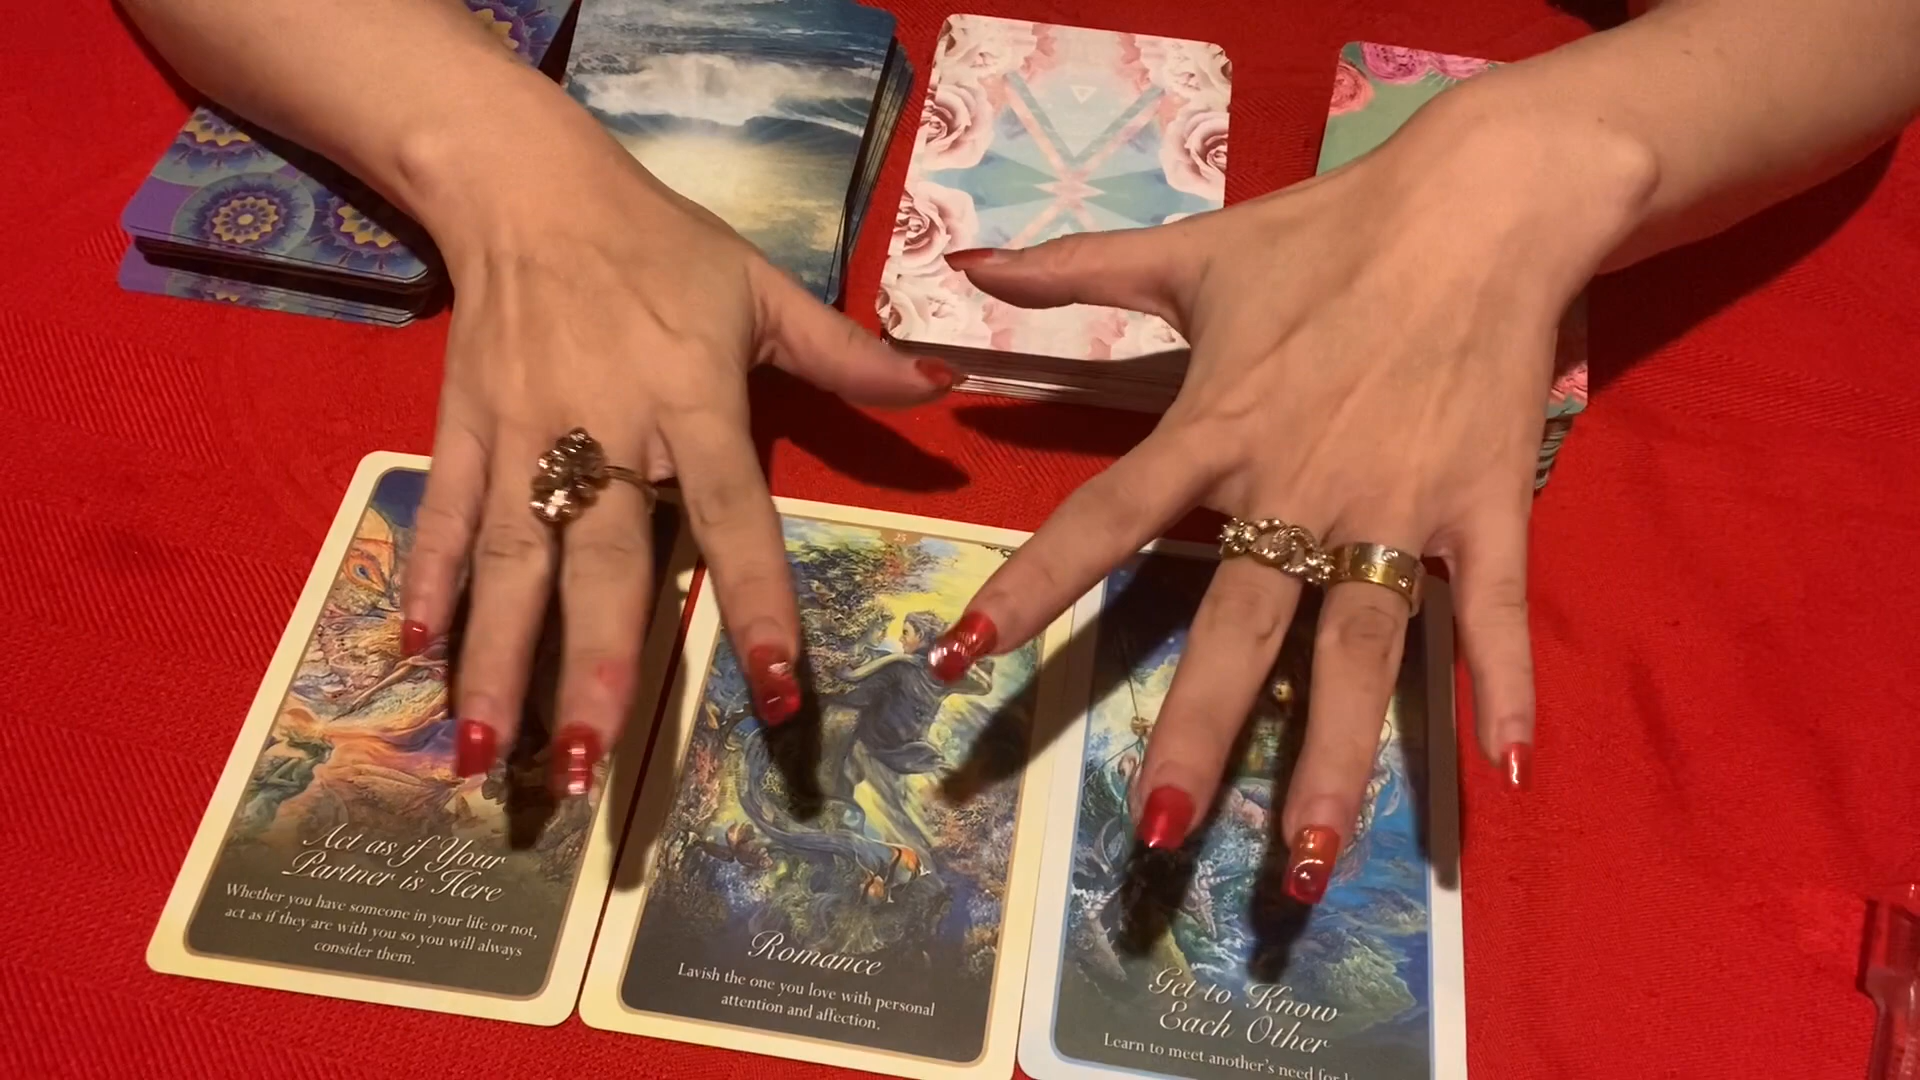 Act as if Your
Partner is Here
Whether you have someone in your life or not,
act as if they are with you so you will always
consider them.
25
Romance
Lavish the one you love with personal
attention and affection.
Get to Know
Each Other
Learn to meet another's need for